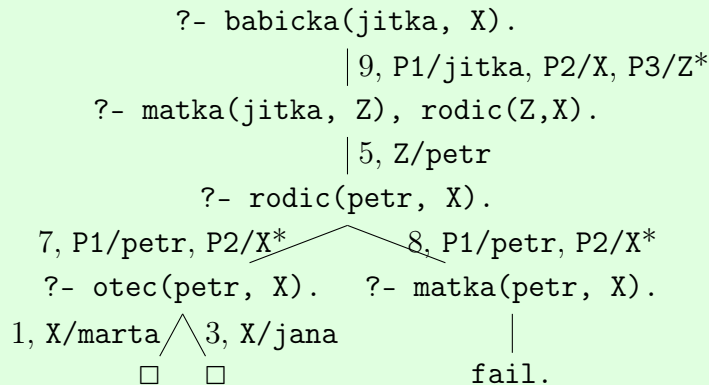 ?- babicka(jitka, X).
9, P1/jitka, P2/X, P3/Z*
?- matka(jitka, Z), rodic(Z,X).
5, Z/petr
?- rodic(petr, X).
7, P1/petr, P2/X* 8, P1/petr, P2/X*
?- otec(petr, X). ?- matka(petr, X).
1, X/marta 3, X/jana
□ □ fail.